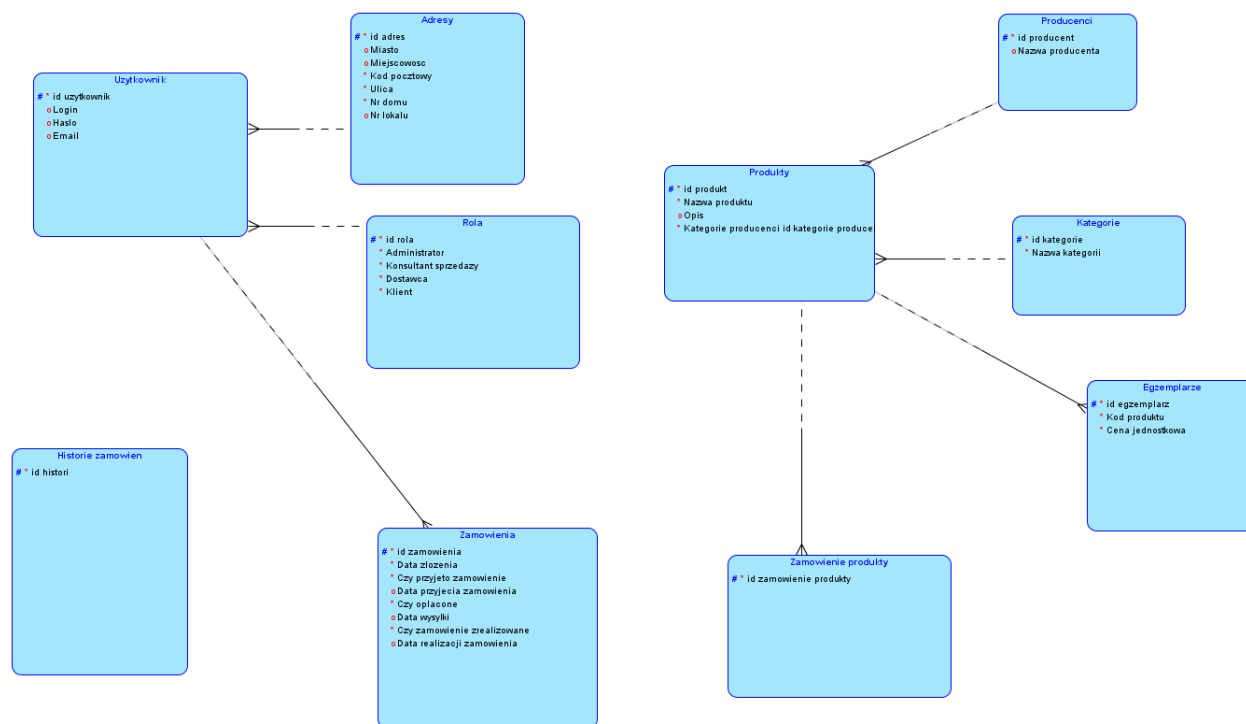 Adresy
# * id adres
o Miasto
o Miejscowosc
* Kod pocztowy
* Ulica
* Nr domu
o Nr lokalu
Uzytkownik
# * id uzytkownik
o Login
o Haslo
o Email
Rola
# * id rola
* Administrator
* Konsultant sprzedazy
* Dostawca
* Klient
Historie zamowien
# * id histori
Zamowienia
# * id zamowienia
* Data zlozenia
* Czy przyjeto zamowienie
o Data przyjecia zamowienia
* Czy oplacone
o Data wysylki
* Czy zamowienie zrealizowane
o Data realizacji zamowienia
Producenci
# * id producent
o Nazwa producenta
Produkty
# * id produkt
* Nazwa produktu
o Opis
* Kategorie producenci id kategorie produce
Kategorie
# * id kategorie
* Nazwa kategorii
Egzemplarze
# * id egzemplarz
* Kod produktu
* Cena jednostkowa
Zamowienie produkty
# * id zamowienie produkty